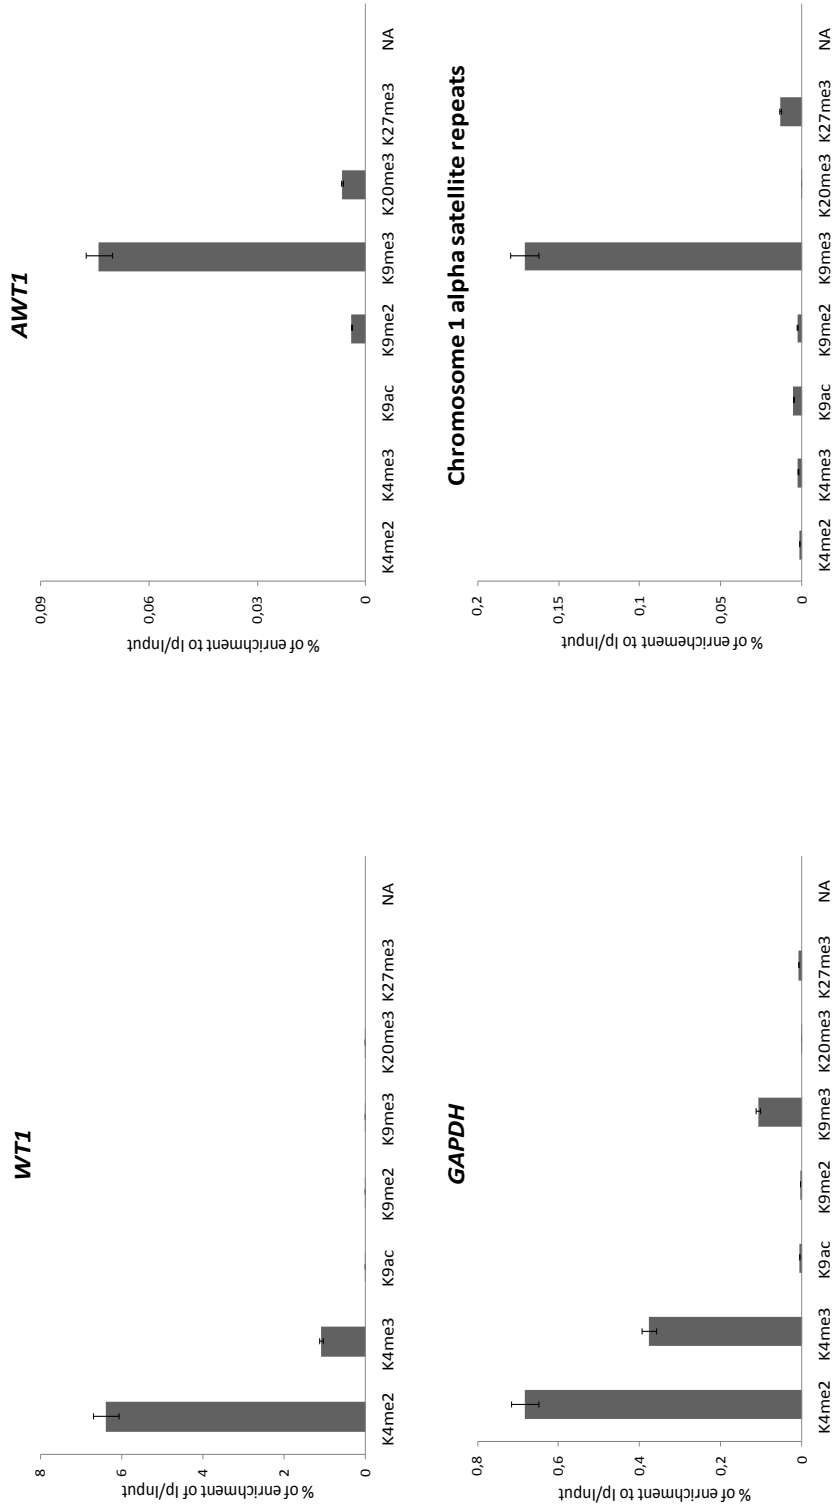 WT1
% of enrichment of Ip/Input
8
6
4
2
0
K4me2 K4me3 K9ac K9me2 K9me3 K20me3 K27me3 NA
AWT1
% of enrichment to Ip/Input
0,09
0,06
0,03
0
K4me2 K4me3 K9ac K9me2 K9me3 K20me3 K27me3 NA
GAPDH
% of enrichment to Ip/Input
0,8
0,6
0,4
0,2
0
K4me2 K4me3 K9ac K9me2 K9me3 K20me3 K27me3 NA
Chromosome 1 alpha satellite repeats
% of enrichement to Ip/Input
0,2
0,15
0,1
0,05
0
K4me2 K4me3 K9ac K9me2 K9me3 K20me3 K27me3 NA